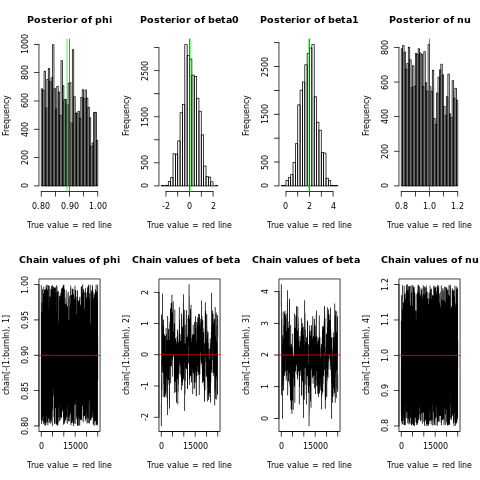 Posterior of phi
Posterior of beta0
Posterior of beta1
Posterior of nu
Frequency
0 200 400 600 800 1000
0.80 0.90 1.00
True value = red line
Frequency
0 500 1500 2500
-2 0 2
True value = red line
Frequency
0 500 1500 2500
0 2 4
True value = red line
Frequency
0 200 400 600 800
0.8 1.0 1.2
True value = red line
Chain values of phi
Chain values of beta
Chain values of beta
Chain values of nu
chain[-(1:burnIn), 1]
0.80 0.85 0.90 0.95 1.00
0 15000
True value = red line
chain[-(1:burnIn), 2]
-2 -1 0 1 2
0 15000
True value = red line
chain[-(1:burnIn), 3]
0 1 2 3 4
0 15000
True value = red line
chain[-(1:burnIn), 4]
0.8 0.9 1.0 1.1 1.2
0 15000
True value = red line